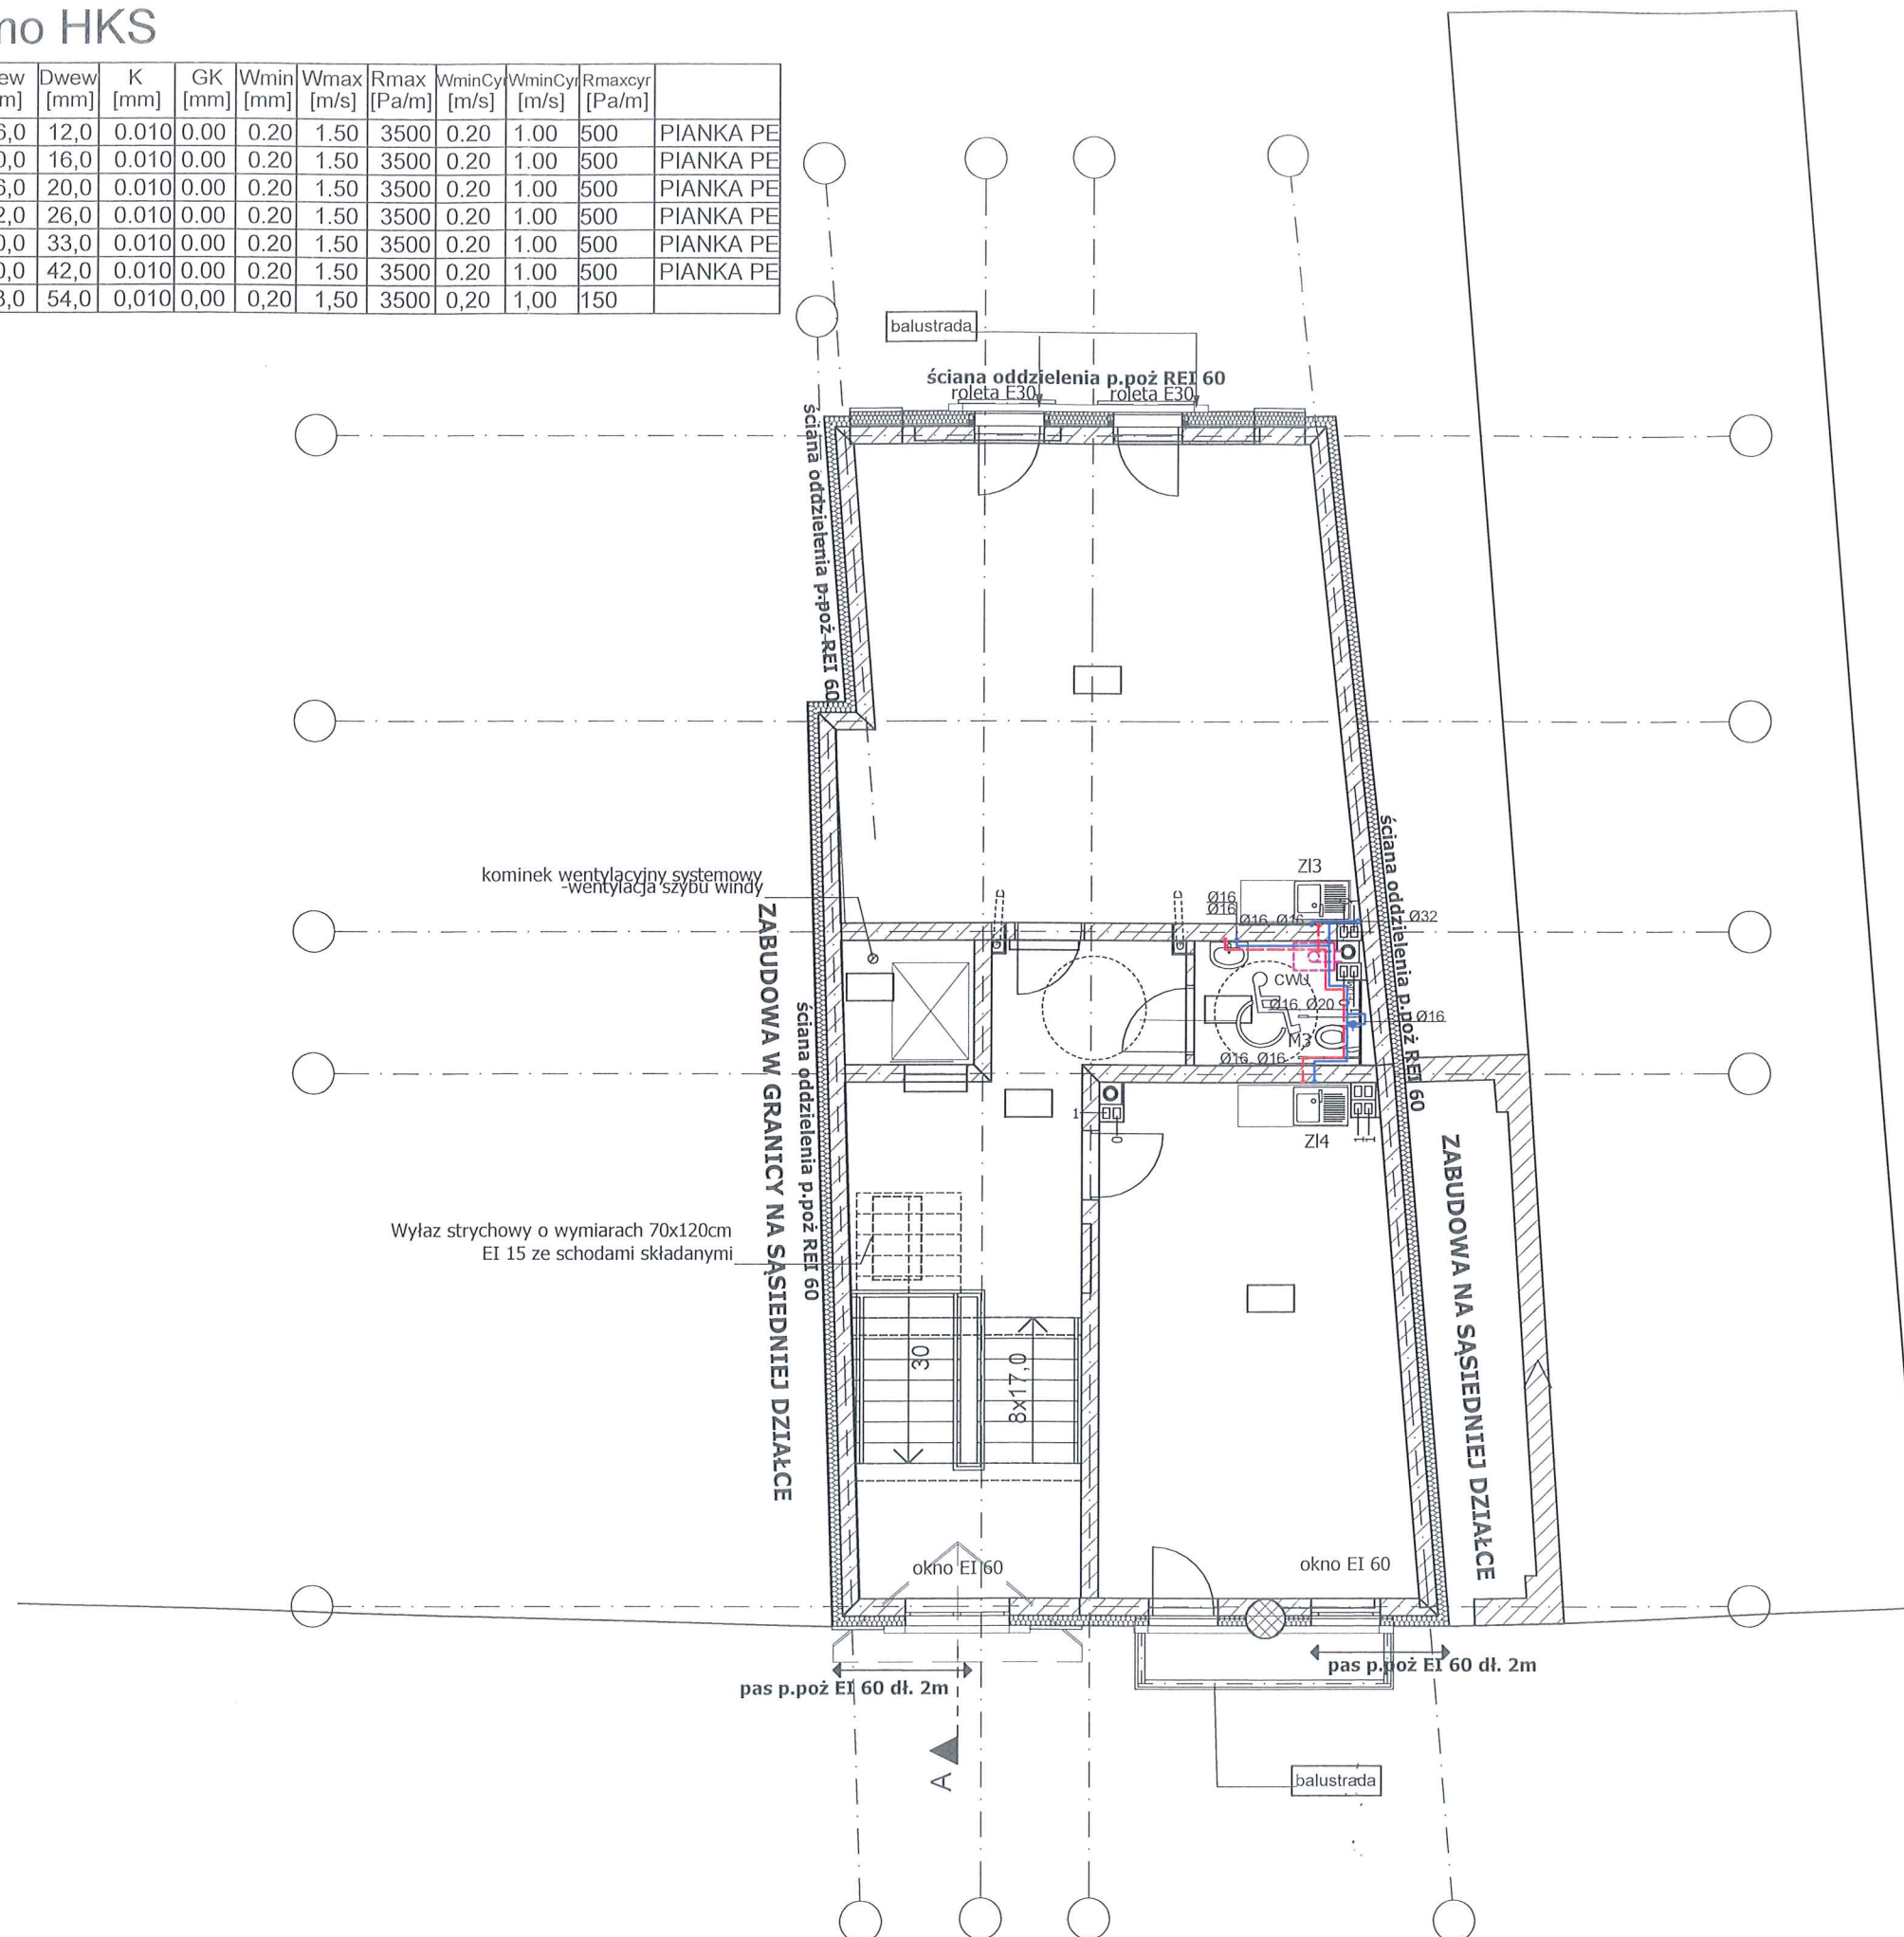 no HKS
ew Dwew K GK Wmin Wmax Rmax WminCyr WminCyr Rmaxcyr
m] [mm] [mm] [mm] [mm] [m/s] [Pa/m] [m/s] [m/s] [Pa/m]
6,0 12,0 0.010 0.00 0.20 1.50 3500 0.20 1.00 500 PIANKA PE
0,0 16,0 0.010 0.00 0.20 1.50 3500 0.20 1.00 500 PIANKA PE
6,0 20,0 0.010 0.00 0.20 1.50 3500 0.20 1.00 500 PIANKA PE
2,0 26,0 0.010 0.00 0.20 1.50 3500 0.20 1.00 500 PIANKA PE
0,0 33,0 0.010 0.00 0.20 1.50 3500 0.20 1.00 500 PIANKA PE
0,0 42,0 0.010 0.00 0.20 1.50 3500 0.20 1.00 500 PIANKA PE
3,0 54,0 0,010 0,00 0,20 1,50 3500 0,20 1,00 150
balustrada
ściana oddzielenia p.poż REI 60
roleta E30 roleta E30
ściana oddzielenia p.poż REI 60
kominek wentylacyjny systemowy
-wentylacja szybu windy
ZABUDOWA W GRANICY NA SĄSIEDNIEJ DZIAŁCE
ściana oddzielenia p.poż REI 60
ściana oddzielenia p.poż REI 60
Zl3
Ø16
Ø16
Ø16, Ø16
Ø32
CWU
Ø16, Ø20
Ø16
M3
Ø16, Ø16
Zl4
1
ZABUDOWA NA SĄSIEDNIEJ DZIAŁCE
Wyłaz strychowy o wymiarach 70x120cm
EI 15 ze schodami składanymi
30
8x17,0
okno EI 60
okno EI 60
pas p.poż EI 60 dł. 2m
pas p.poż EI 60 dł. 2m
A
balustrada